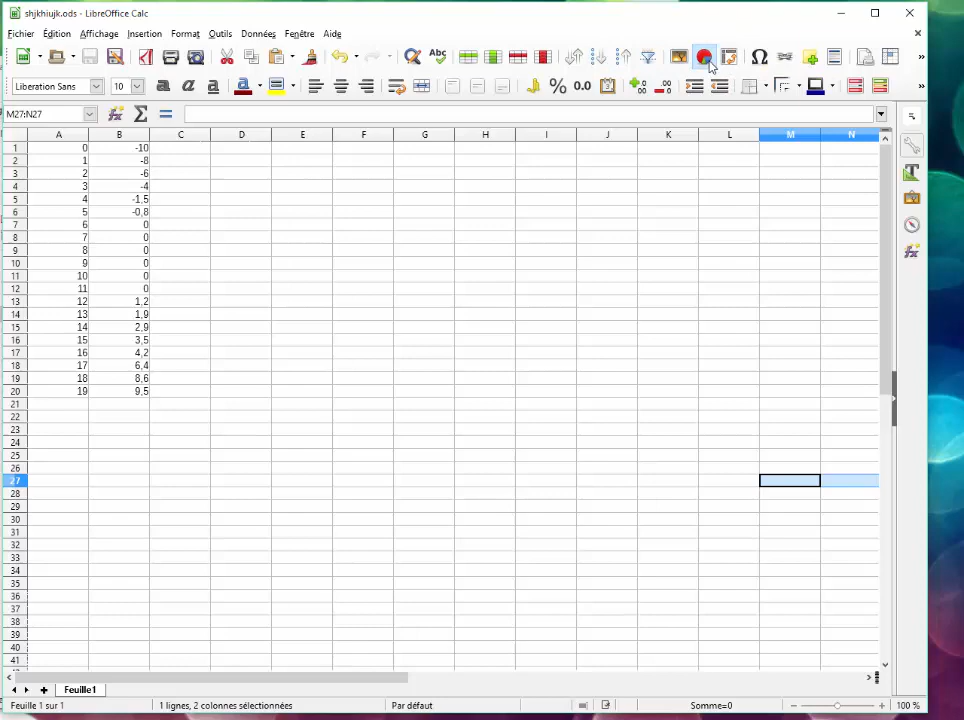 shjkhiujk.ods - LibreOffice Calc
Fichier Édition Affichage Insertion Format Outils Données Fenêtre Aide
Liberation Sans 10
M27:N27
A B C D E F G H I J K L M N
1 0 -10
2 1 -8
3 2 -6
4 3 -4
5 4 -1,5
6 5 -0,8
7 6 0
8 7 0
9 8 0
10 9 0
11 10 0
12 11 0
13 12 1,2
14 13 1,9
15 14 2,9
16 15 3,5
17 16 4,2
18 17 6,4
19 18 8,6
20 19 9,5
21
22
23
24
25
26
27
28
29
30
31
32
33
34
35
36
37
38
39
40
41
Feuille1
Feuille 1 sur 1 1 lignes, 2 colonnes sélectionnées Par défaut Somme=0 100 %